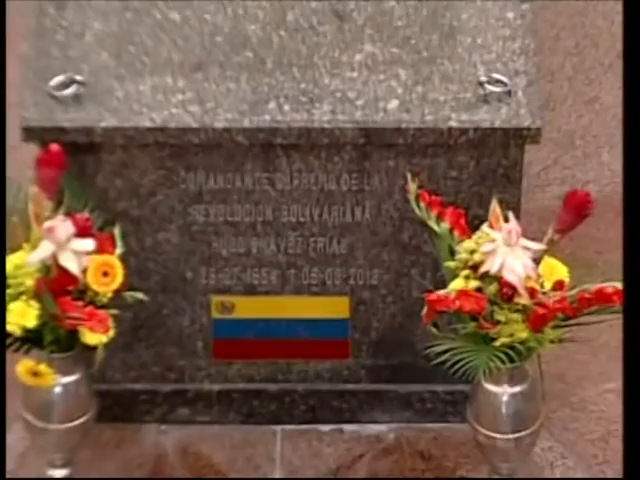 COMANDANTE SUPREMO DE LA
REVOLUCION BOLIVARIANA
HUGO CHAVEZ FRIAS